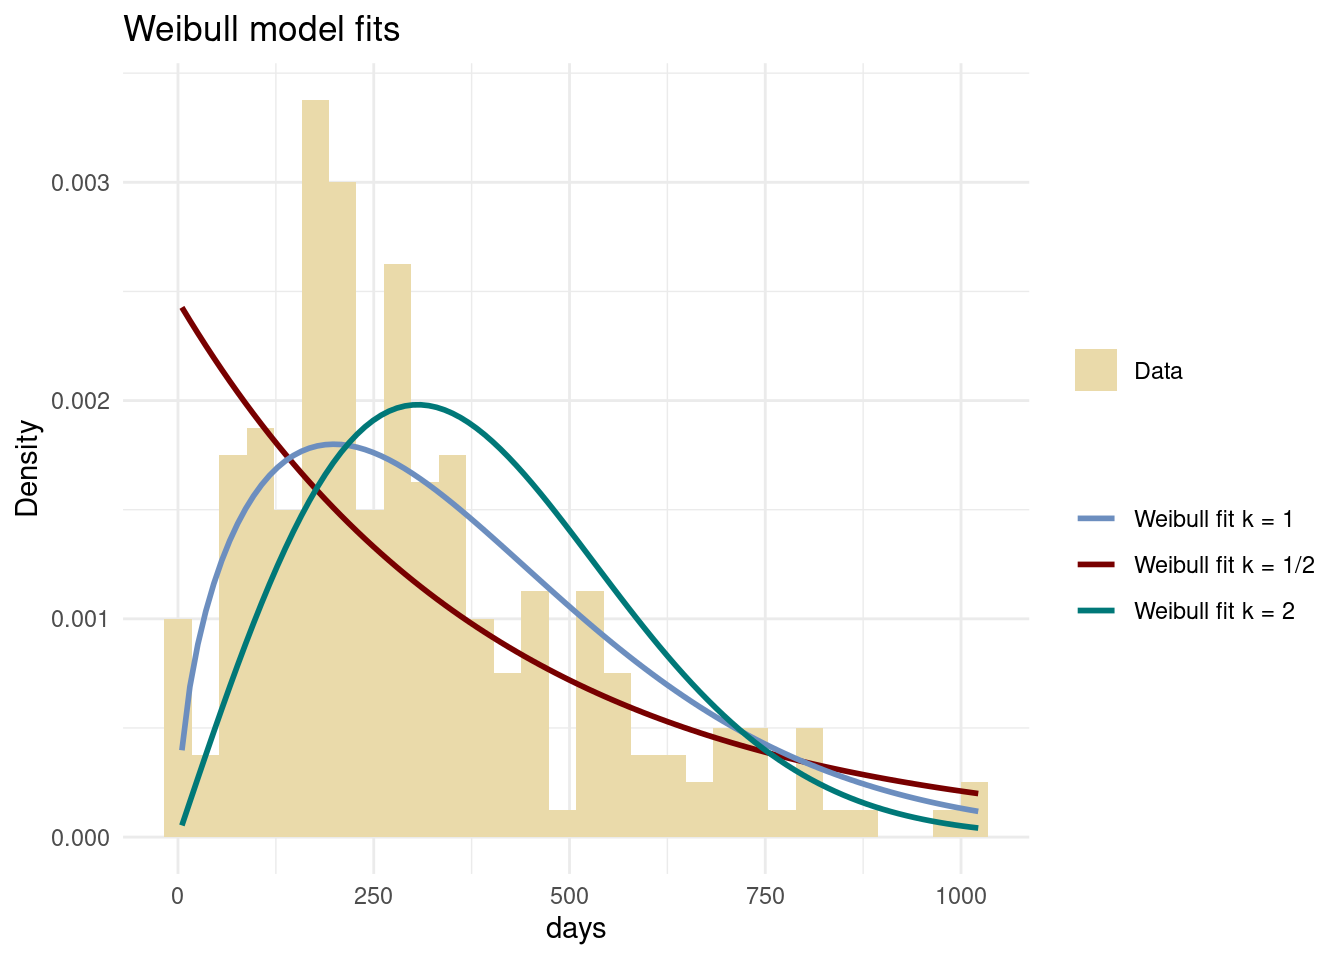 Weibull model fits
Density
0.003
0.002
0.001
0.000
0 250 500 750 1000
days
Data
Weibull fit k = 1
Weibull fit k = 1/2
Weibull fit k = 2